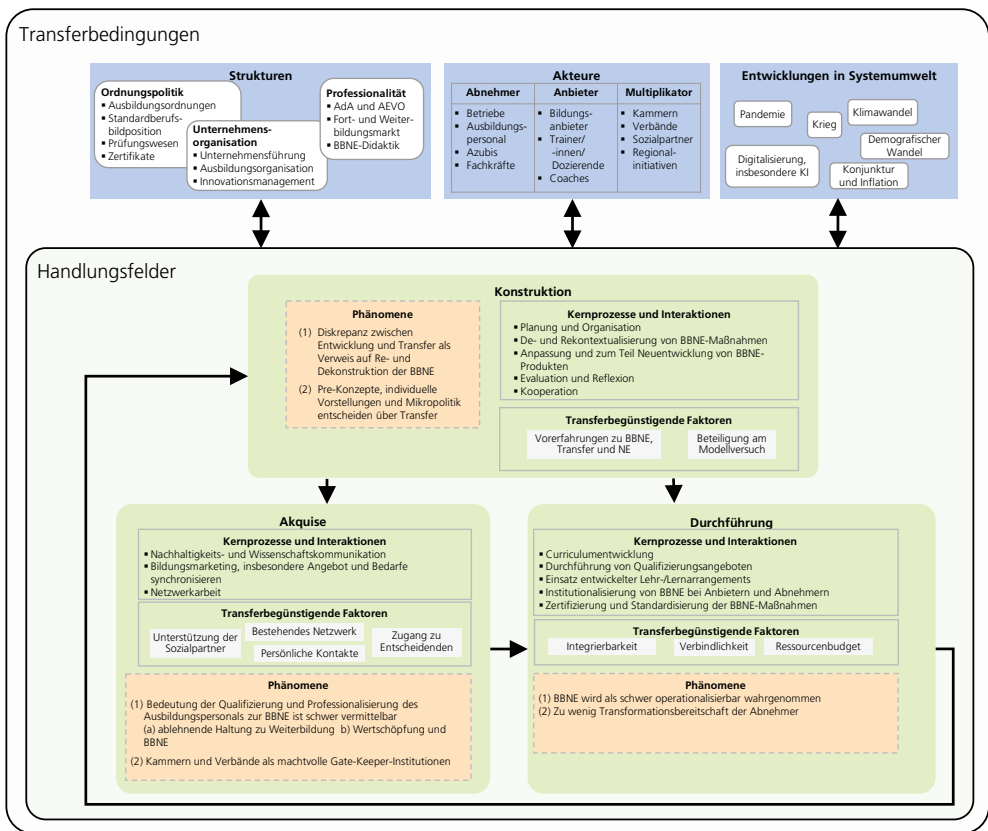 Transferbedingungen
Strukturen
Ordnungspolitik
▪ Ausbildungsordnungen
▪ Standardberufs-
bildposition
▪ Prüfungswesen
▪ Zertifikate
Unternehmens-
organisation
▪ Unternehmensführung
▪ Ausbildungsorganisation
▪ Innovationsmanagement
Professionalität
▪ AdA und AEVO
▪ Fort- und Weiter-
bildungsmarkt
▪ BBNE-Didaktik
Akteure
Abnehmer
▪ Betriebe
▪ Ausbildungs-
personal
▪ Azubis
▪ Fachkräfte
Anbieter
▪ Bildungs-
anbieter
▪ Trainer/
-innen/
Dozierende
▪ Coaches
Multiplikator
▪ Kammern
▪ Verbände
▪ Sozialpartner
▪ Regional-
initiativen
Entwicklungen in Systemumwelt
Pandemie
Krieg
Klimawandel
Demografischer
Wandel
Digitalisierung,
insbesondere KI
Konjunktur
und Inflation
Handlungsfelder
Konstruktion
Phänomene
(1) Diskrepanz zwischen
Entwicklung und Transfer als
Verweis auf Re- und
Dekonstruktion der BBNE
(2) Pre-Konzepte, individuelle
Vorstellungen und Mikropolitik
entscheiden über Transfer
Kernprozesse und Interaktionen
▪ Planung und Organisation
▪ De- und Rekontextualisierung von BBNE-Maßnahmen
▪ Anpassung und zum Teil Neuentwicklung von BBNE-
Produkten
▪ Evaluation und Reflexion
▪ Kooperation
Transferbegünstigende Faktoren
Vorerfahrungen zu BBNE,
Transfer und NE
Beteiligung am
Modellversuch
Akquise
Kernprozesse und Interaktionen
▪ Nachhaltigkeits- und Wissenschaftskommunikation
▪ Bildungsmarketing, insbesondere Angebot und Bedarfe
synchronisieren
▪ Netzwerkarbeit
Transferbegünstigende Faktoren
Unterstützung der
Sozialpartner
Bestehendes Netzwerk
Persönliche Kontakte
Zugang zu
Entscheidenden
Phänomene
(1) Bedeutung der Qualifizierung und Professionalisierung des
Ausbildungspersonals zur BBNE ist schwer vermittelbar
(a) ablehnende Haltung zu Weiterbildung b) Wertschöpfung und
BBNE
(2) Kammern und Verbände als machtvolle Gate-Keeper-Institutionen
Durchführung
Kernprozesse und Interaktionen
▪ Curriculumentwicklung
▪ Durchführung von Qualifizierungsangeboten
▪ Einsatz entwickelter Lehr-/Lernarrangements
▪ Institutionalisierung von BBNE bei Anbietern und Abnehmern
▪ Zertifizierung und Standardisierung der BBNE-Maßnahmen
Transferbegünstigende Faktoren
Integrierbarkeit
Verbindlichkeit
Ressourcenbudget
Phänomene
(1) BBNE wird als schwer operationalisierbar wahrgenommen
(2) Zu wenig Transformationsbereitschaft der Abnehmer